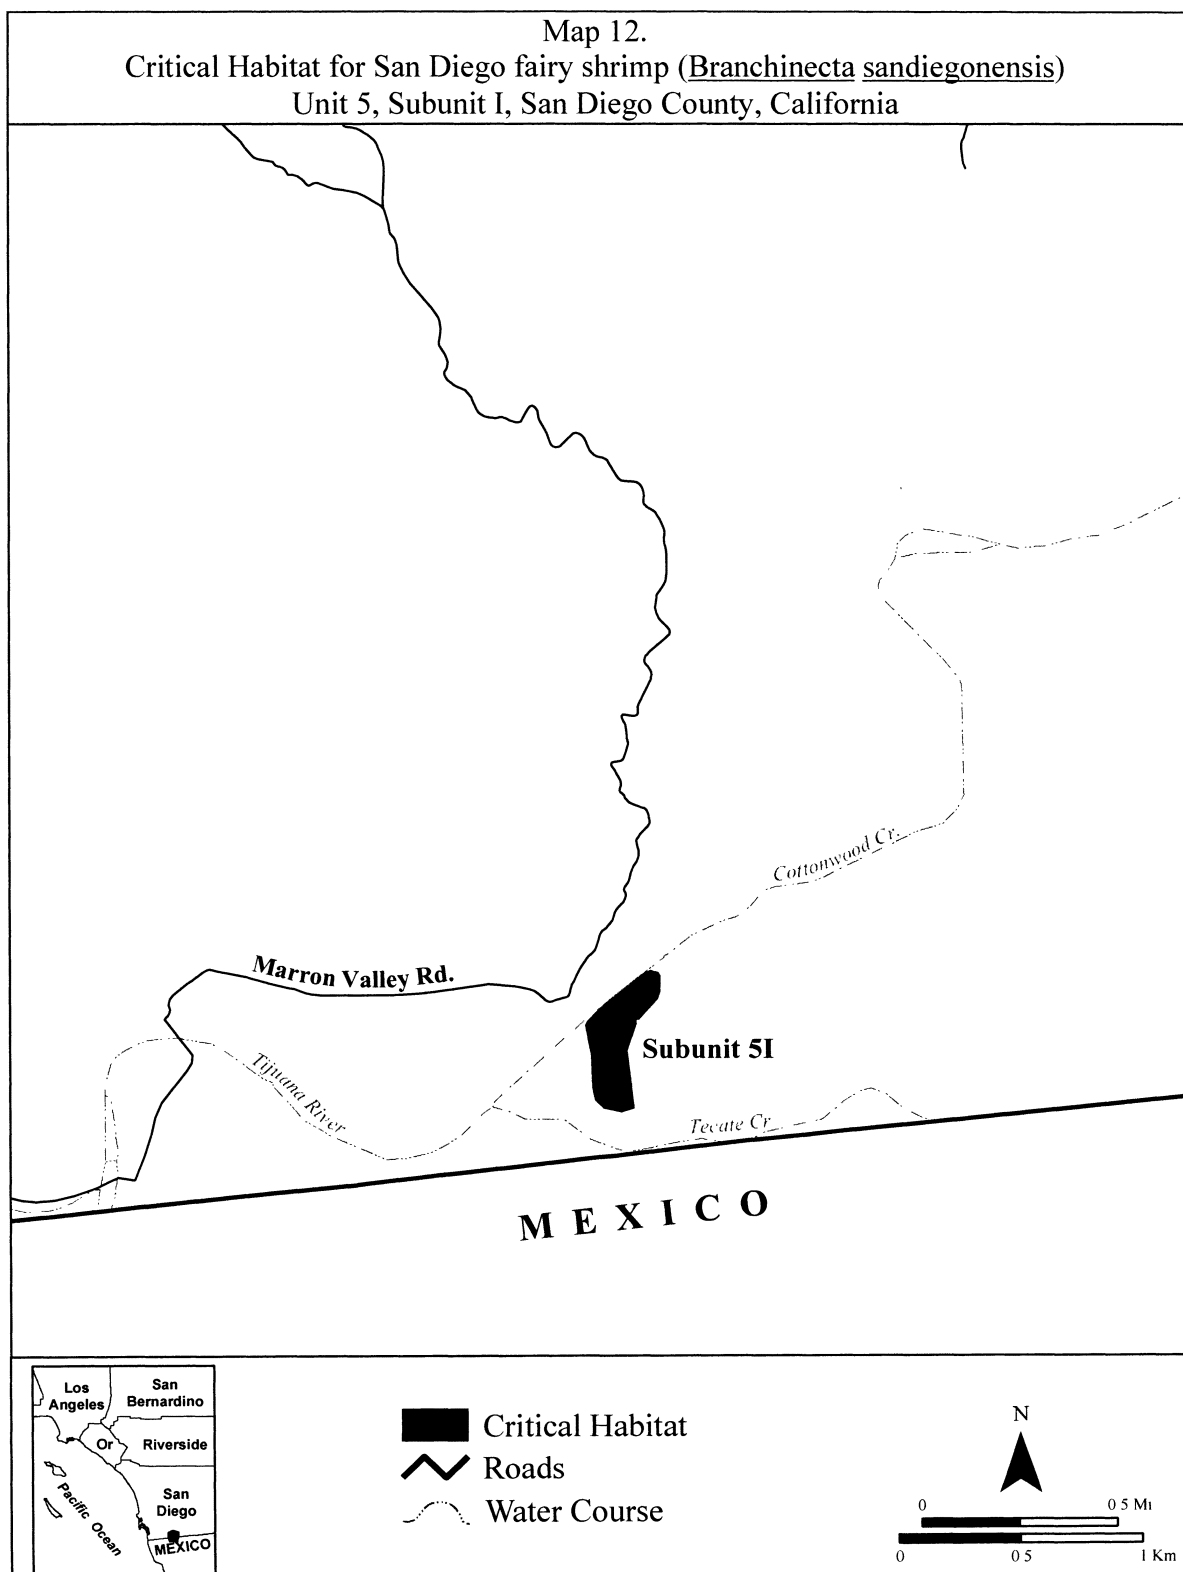 Map 12.
Critical Habitat for San Diego fairy shrimp (Branchinecta sandiegonensis)
Unit 5, Subunit I, San Diego County, California
Cottonwood Cr.
Marron Valley Rd.
Subunit 5I
Tijuana River
Tecate Cr
MEXICO
Los
Angeles
San
Bernardino
Or
Riverside
San
Diego
Pacific Ocean
MEXICO
Critical Habitat
Roads
Water Course
N
0 0 5 Mi
0 0 5 1 Km